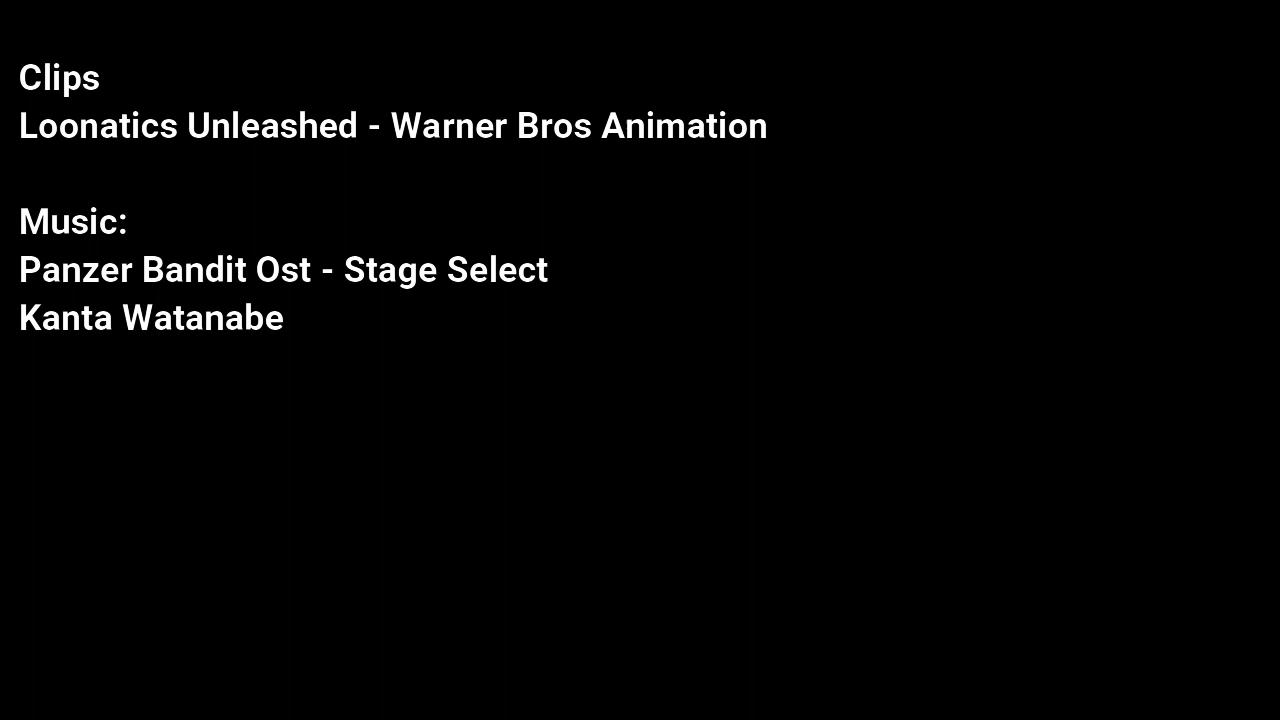 Clips
Loonatics Unleashed - Warner Bros Animation
Music:
Panzer Bandit Ost - Stage Select
Kanta Watanabe